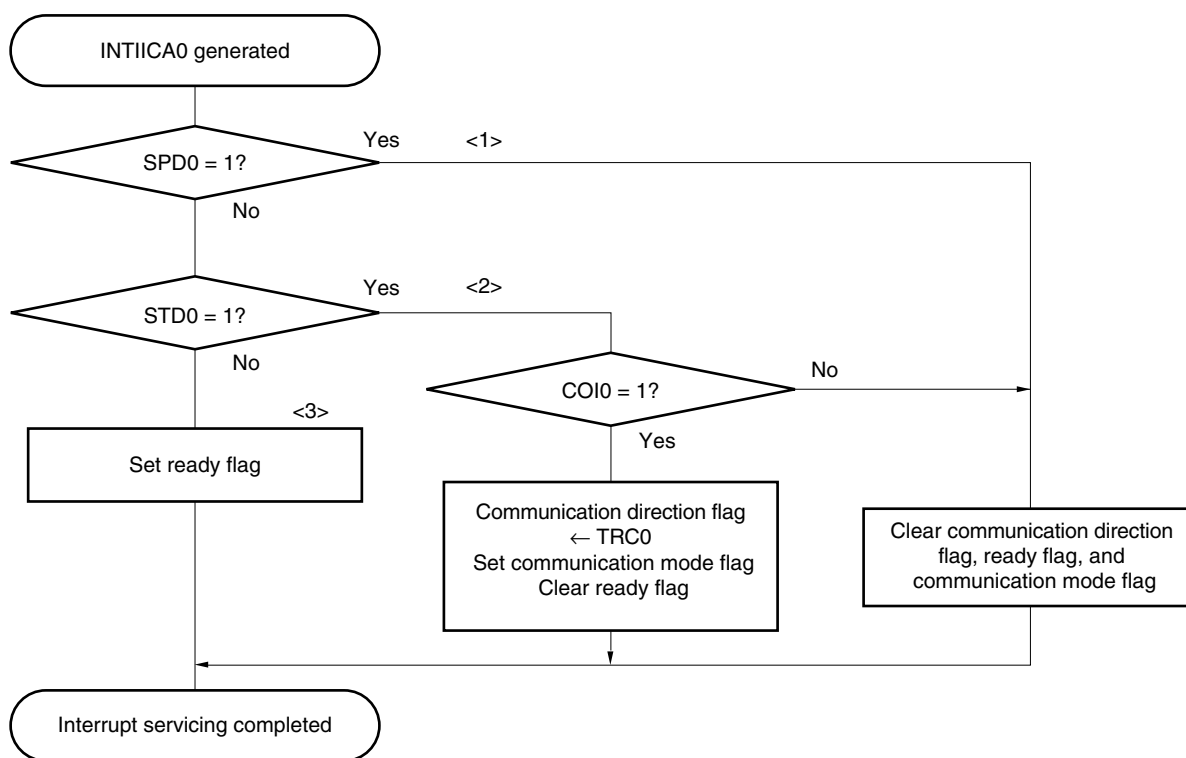 INTIICA0 generated
Yes <1>
SPD0 = 1?
No
Yes <2>
STD0 = 1?
No
No
COI0 = 1?
<3>
Yes
Set ready flag
Communication direction flag
← TRC0
Set communication mode flag
Clear ready flag
Clear communication direction
flag, ready flag, and
communication mode flag
Interrupt servicing completed